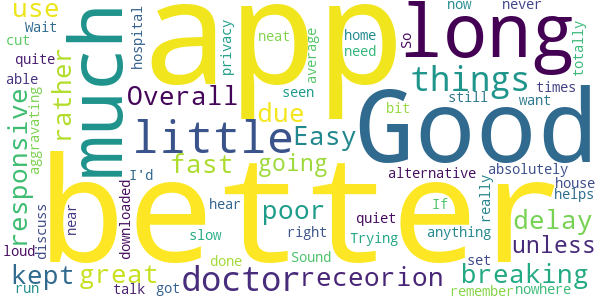 use
Wait
cut
quite
able
aggravating
rather
responsive
much
hospital
app
privacy
neat
average
home
need
So
long
now
never
totally
things
times
still
want
Overall
due
seen
bit
Good
little
Easy
fast
going
I'd
alternative
absolutely
house
helps
better
loud
discuss
near
downloaded
hear
poor
quiet
really
If
anything
delay
slow
right
Trying
unless
kept
great
done
Sound
set
doctor
receorion
breaking
run
talk
got
remember
nowhere